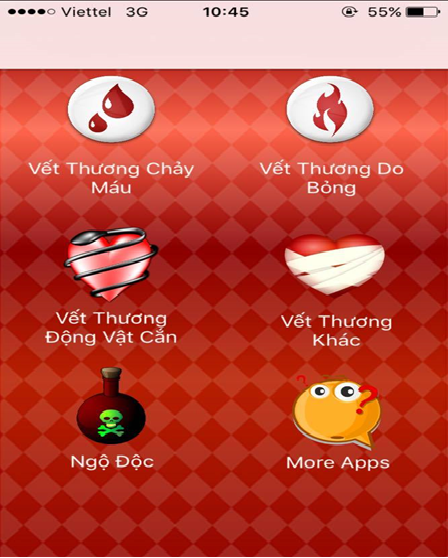 Viettel 3G 10:45 55%
Vết Thương Chảy
Máu
Vết Thương Do
Bỏng
Vết Thương
Động Vật Cắn
Vết Thương
Khác
Ngộ Độc
More Apps